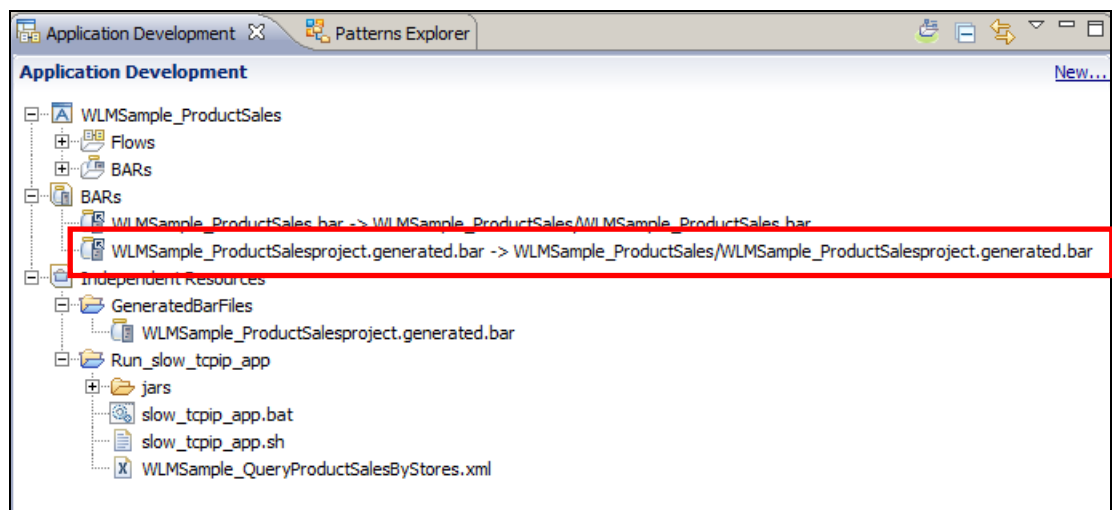 Application Development Patterns Explorer
Application Development New...
WLMSample_ProductSales
Flows
BARs
BARs
WLMSample_ProductSales.bar -> WLMSample_ProductSales/WLMSample_ProductSales.bar
WLMSample_ProductSalesproject.generated.bar -> WLMSample_ProductSales/WLMSample_ProductSalesproject.generated.bar
Independent Resources
GeneratedBarFiles
WLMSample_ProductSalesproject.generated.bar
Run_slow_tcpip_app
jars
slow_tcpip_app.bat
slow_tcpip_app.sh
WLMSample_QueryProductSalesByStores.xml